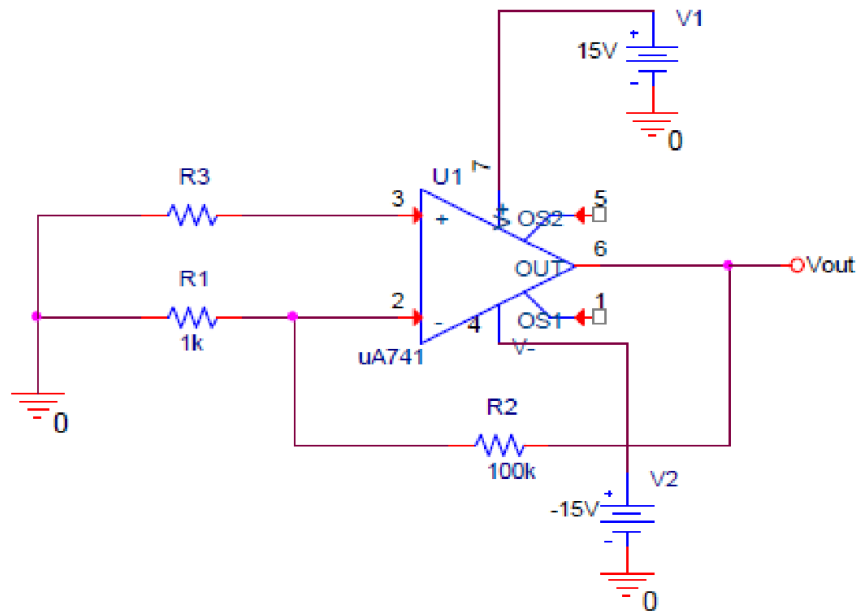 V1
+
15V
-
0
7
U1
R3
3
+
5
OS2
6
OUT
Vout
R1
1k
2
-
4
OS1
1
V-
uA741
0
R2
100k
V2
+
-15V
-
0